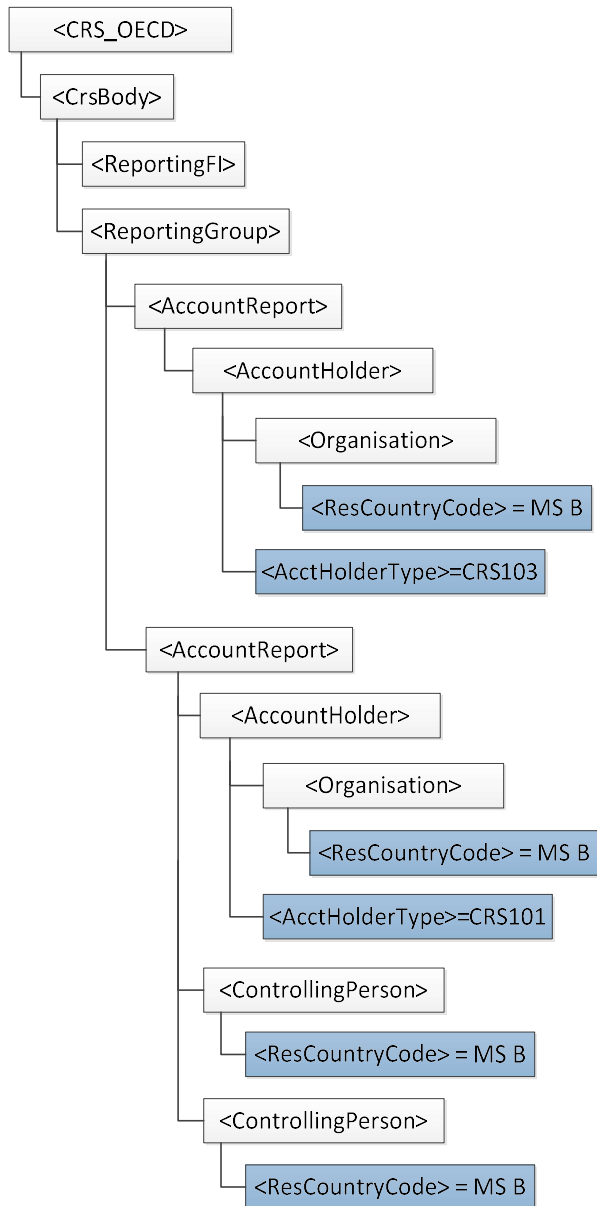 <CRS_OECD>
<CrsBody>
<ReportingFI>
<ReportingGroup>
<AccountReport>
<AccountHolder>
<Organisation>
<ResCountryCode> = MS B
<AcctHolderType>=CRS103
<AccountReport>
<AccountHolder>
<Organisation>
<ResCountryCode> = MS B
<AcctHolderType>=CRS101
<ControllingPerson>
<ResCountryCode> = MS B
<ControllingPerson>
<ResCountryCode> = MS B